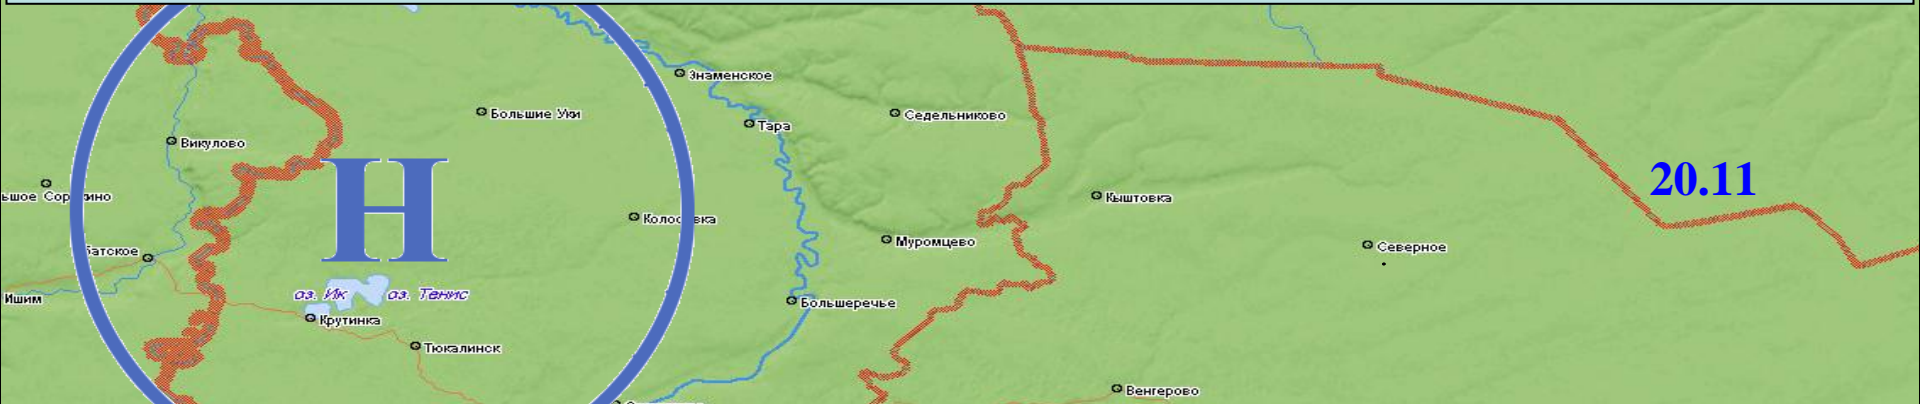 Знаменское
Большие Уки
Седельниково
Тара
Викулово
20.11
Н
Кыштовка
Колосовка
Муромцево
Северное
оз. Ик
оз. Тенис
Ишим
Большеречье
Крутинка
Тюкалинск
Венгерово